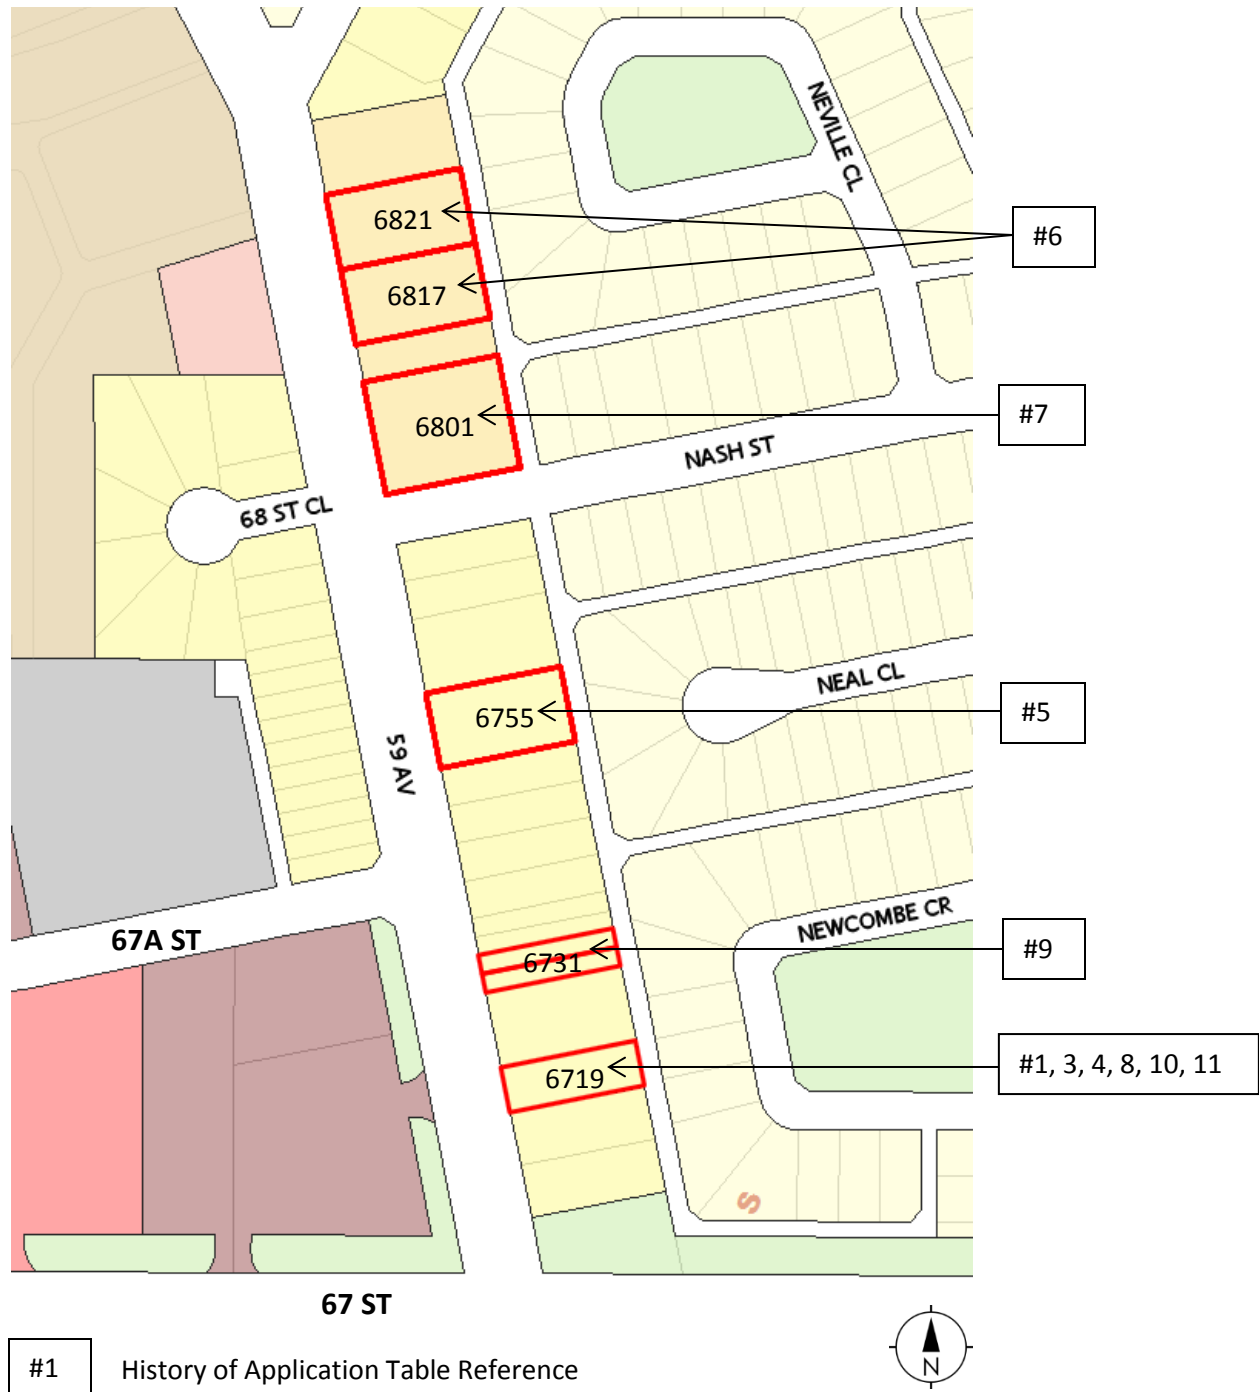 NEVILLE CL
6821
#6
6817
6801
#7
NASH ST
68 ST CL
NEAL CL
6755
#5
59 AV
NEWCOMBE CR
67A ST
6731
#9
6719
#1, 3, 4, 8, 10, 11
S
67 ST
N
#1 History of Application Table Reference